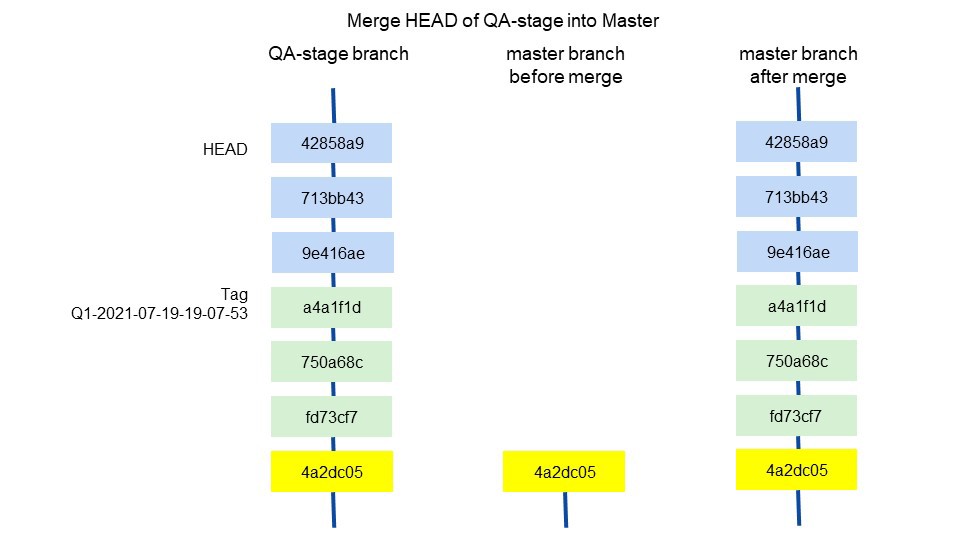 Merge HEAD of QA-stage into Master
QA-stage branch
master branch
before merge
master branch
after merge
HEAD
42858a9
42858a9
713bb43
713bb43
9e416ae
9e416ae
Tag
Q1-2021-07-19-19-07-53
a4a1f1d
a4a1f1d
750a68c
750a68c
fd73cf7
fd73cf7
4a2dc05
4a2dc05
4a2dc05